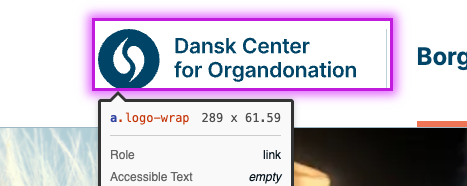 Dansk Center
for Organdonation
Borg
a.logo-wrap 289 x 61.59
Role link
Accessible Text empty